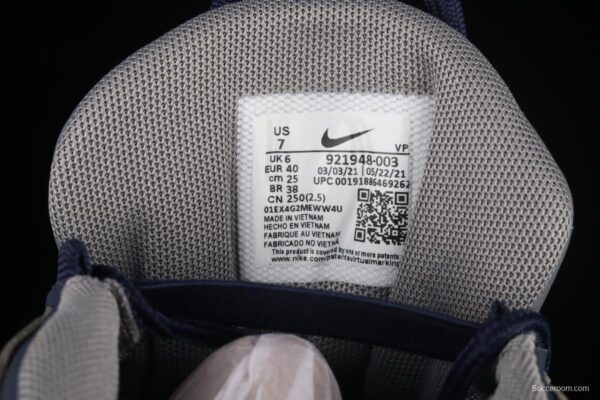 US
7
VP
UK 6
921948-003
EUR 40
03/03/21 | 05/22/21
cm 25
UPC 00191886469262
BR 38
CN 250(2.5)
01EX4G2MEWW4U
MADE IN VIETNAM
HECHO EN VIETNAM
FABRIQUE AU VIETNAM
FABRICADO NO VIETNAM
This product is covered by one or more patents.
www.nike.com/patentsvirtualmarking
Socceroom.com